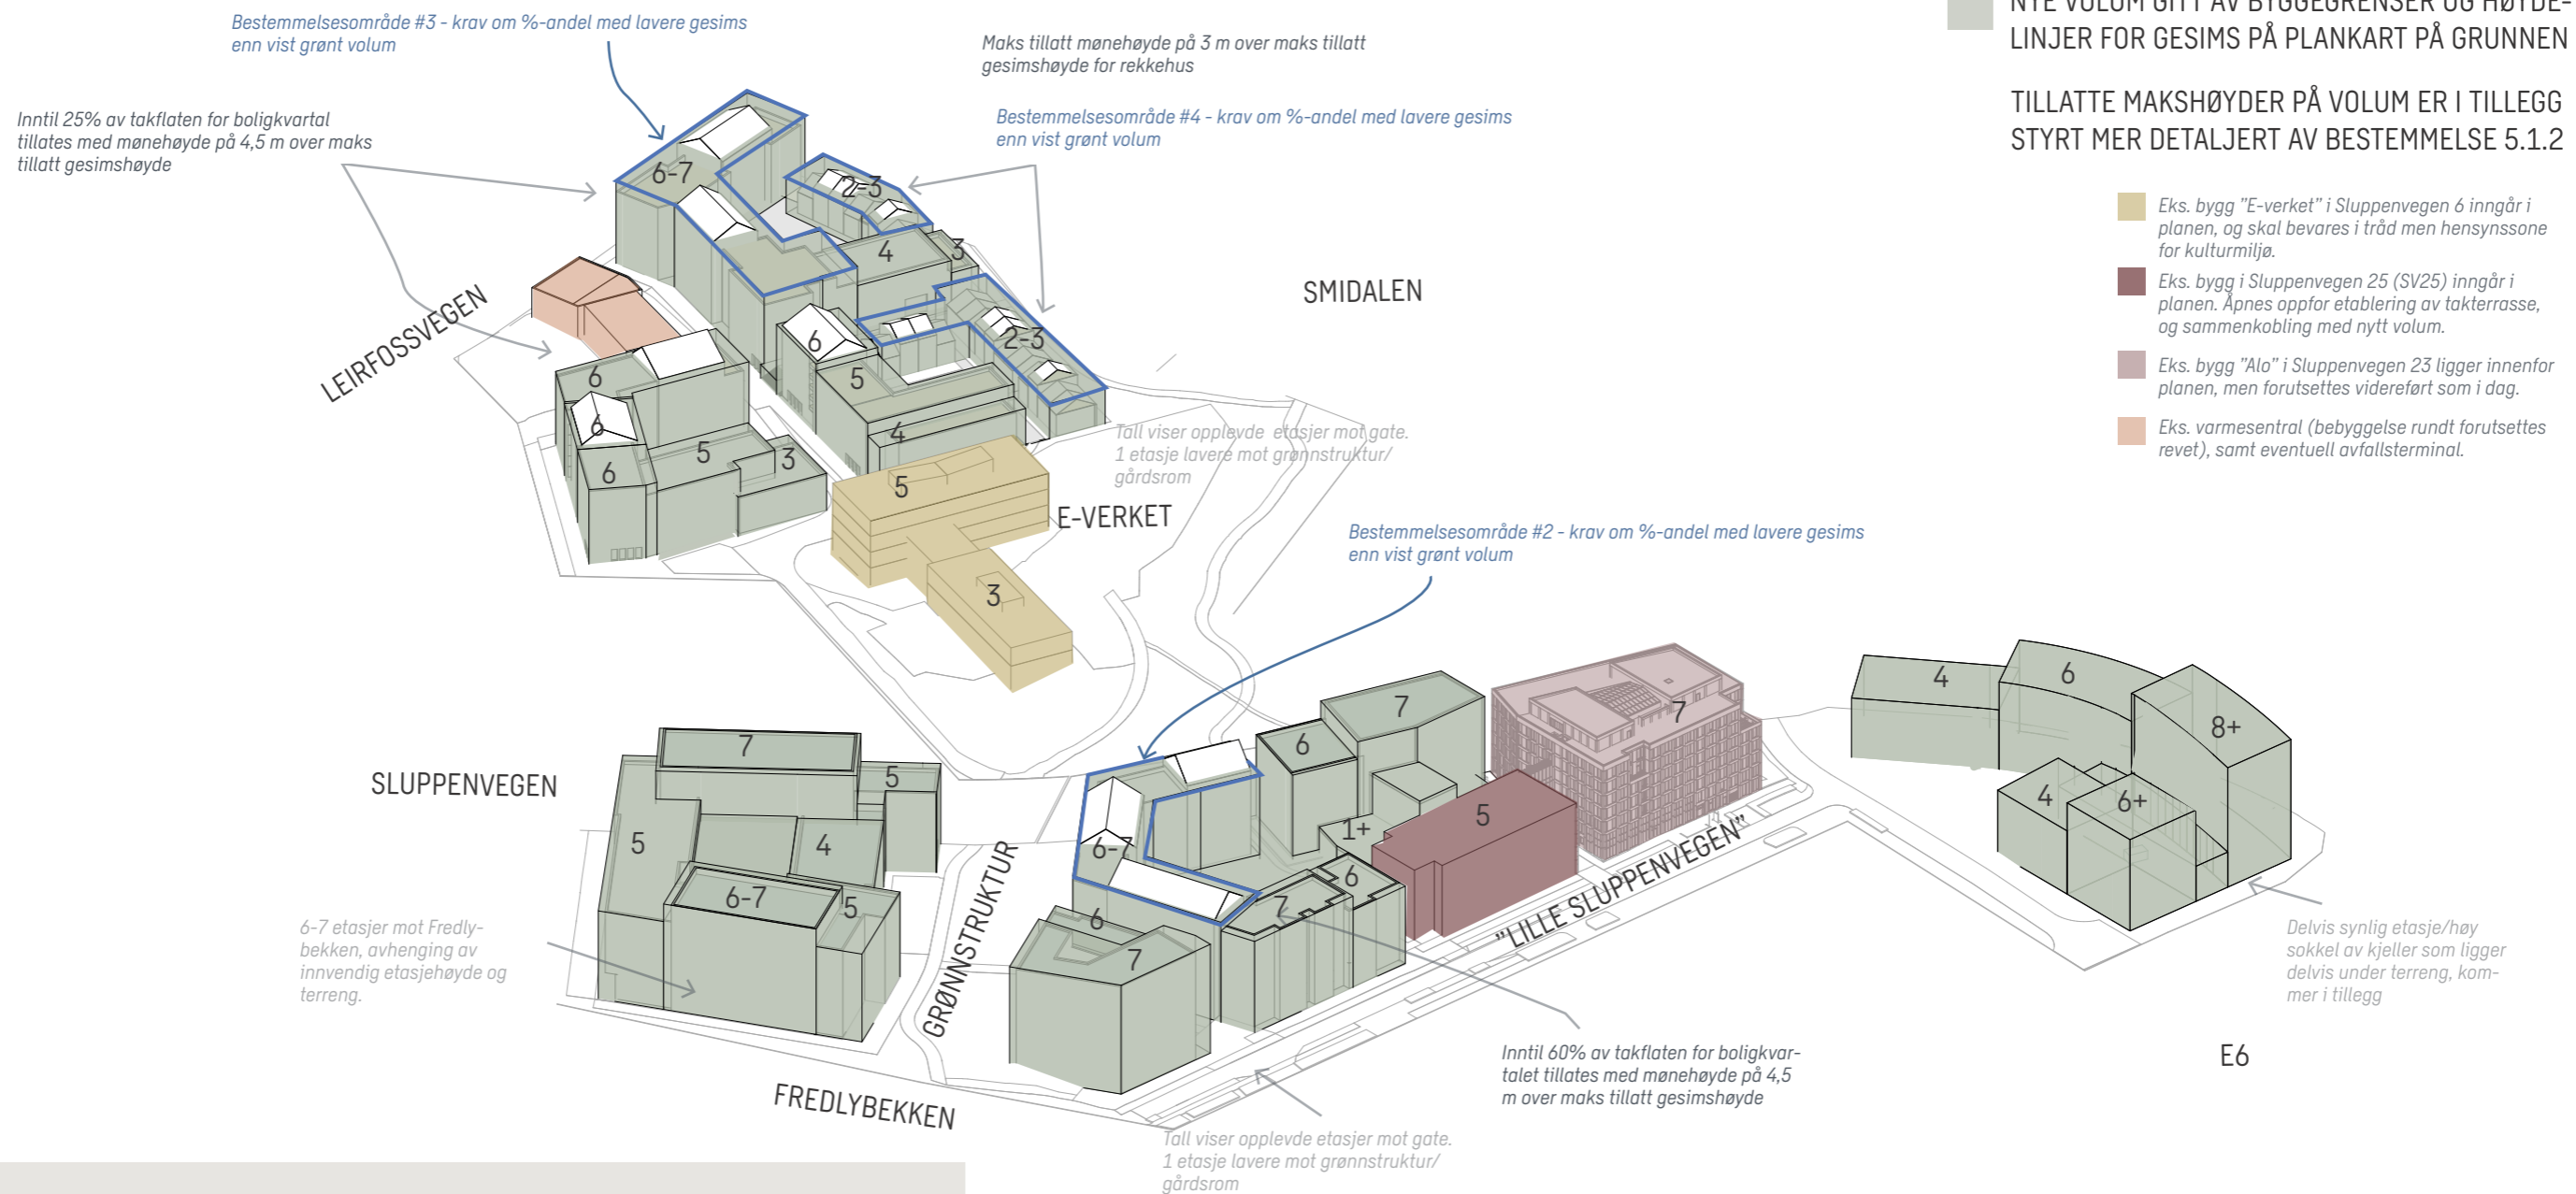 Bestemmelsesområde #3 - krav om %-andel med lavere gesims
enn vist grønt volum
Maks tillatt mønehøyde på 3 m over maks tillatt
gesimshøyde for rekkehus
NYE VOLUM GITT AV BYGGEGRENSER OG HØYDE-
LINJER FOR GESIMS PÅ PLANKART PÅ GRUNNEN
TILLATTE MAKSHØYDER PÅ VOLUM ER I TILLEGG
STYRT MER DETALJERT AV BESTEMMELSE 5.1.2
Inntil 25% av takflaten for boligkvartal
tillates med mønehøyde på 4,5 m over maks
tillatt gesimshøyde
Bestemmelsesområde #4 - krav om %-andel med lavere gesims
enn vist grønt volum
Eks. bygg "E-verket" i Sluppenvegen 6 inngår i
planen, og skal bevares i tråd men hensynssone
for kulturmiljø.
Eks. bygg i Sluppenvegen 25 (SV25) inngår i
planen. Åpnes oppfor etablering av takterrasse,
og sammenkobling med nytt volum.
Eks. bygg "Alo" i Sluppenvegen 23 ligger innenfor
planen, men forutsettes videreført som i dag.
Eks. varmesentral (bebyggelse rundt forutsettes
revet), samt eventuell avfallsterminal.
6-7
2-3
4
3
SMIDALEN
LEIRFOSSVEGEN
6
2-3
5
6
6
4
5
3
6
Tall viser opplevde etasjer mot gate.
1 etasje lavere mot grønnstruktur/
gårdsrom
5
E-VERKET
3
Bestemmelsesområde #2 - krav om %-andel med lavere gesims
enn vist grønt volum
4
6
8+
4
6+
7
6
7
5
1+
6-7
6
7
6
7
SLUPPENVEGEN
7
5
5
4
6-7
5
GRØNNSTRUKTUR
"LILLE SLUPPENVEGEN"
6-7 etasjer mot Fredly-
bekken, avhenging av
innvendig etasjehøyde og
terreng.
Delvis synlig etasje/høy
sokkel av kjeller som ligger
delvis under terreng, kom-
mer i tillegg
E6
Inntil 60% av takflaten for boligkvar-
talet tillates med mønehøyde på 4,5
m over maks tillatt gesimshøyde
FREDLYBEKKEN
Tall viser opplevde etasjer mot gate.
1 etasje lavere mot grønnstruktur/
gårdsrom